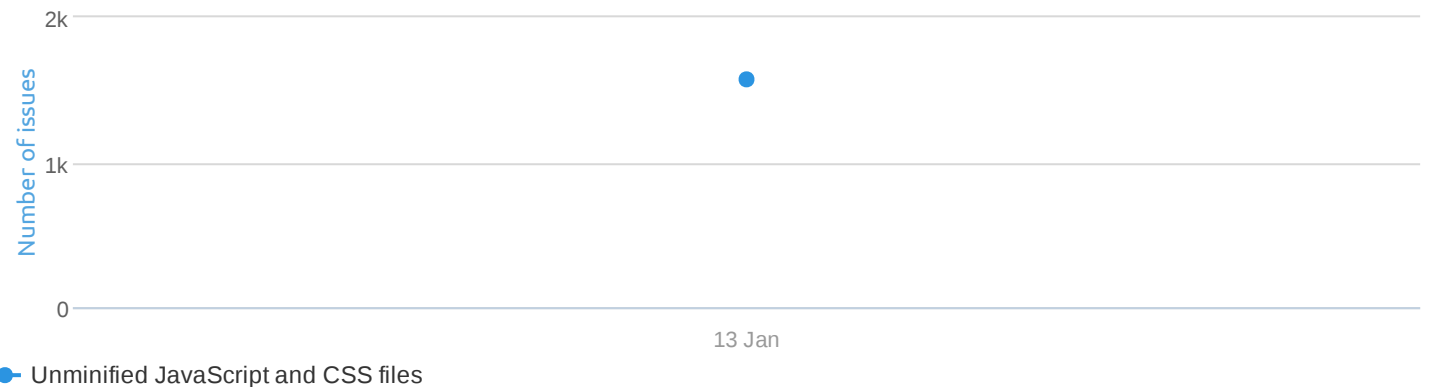 2k
Number of issues
1k
0
13 Jan
Unminified JavaScript and CSS files